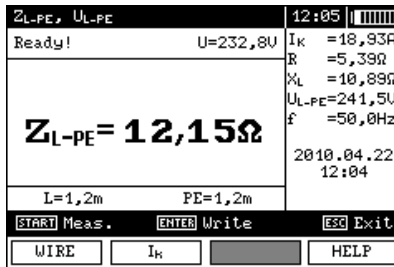 ZL-PE, UL-PE 12:05
Ready! U=232,8V
IK =18,93A
R =5,39Ω
XL =10,89Ω
UL-PE=241,5V
f =50,0Hz
ZL-PE= 12,15Ω
2010.04.22
12:04
L=1,2m PE=1,2m
START Meas. ENTER Write ESC Exit
WIRE IK HELP